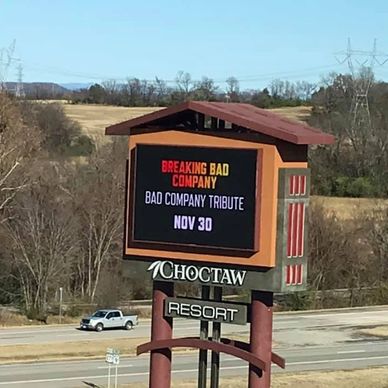 BREAKING BAD
COMPANY
BAD COMPANY TRIBUTE
NOV 30
CHOCTAW
RESORT